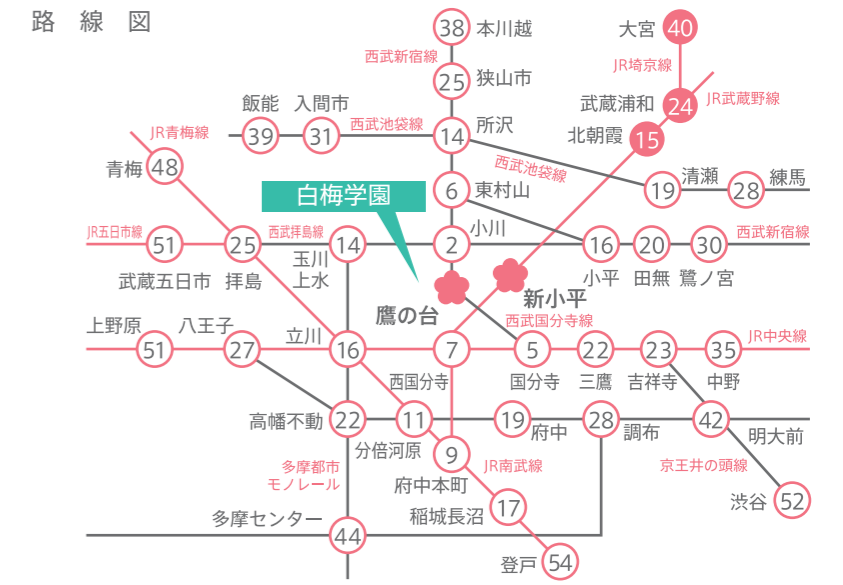 路線図
38 本川越
大宮 40
西武新宿線
JR埼京線
25 狭山市
飯能 入間市
武蔵浦和 24 JR武蔵野線
39 31 西武池袋線 14 所沢
北朝霞 15
JR青梅線
青梅 48
西武池袋線
清瀬 練馬
19 28
白梅学園
6 東村山
JR五日市線 西武拝島線 小川 西武新宿線
51 25 14 2 16 20 30
武蔵五日市 拝島
玉川
上水
小平 田無 鷺ノ宮
新小平
鷹の台
西武国分寺線
上野原 八王子 立川 JR中央線
51 27 16 7 5 22 23 35
西国分寺 国分寺 三鷹 吉祥寺 中野
高幡不動 22 11 19 28 42
府中 調布 明大前
分倍河原
9
多摩都市
モノレール
JR南武線 京王井の頭線
府中本町
稲城長沼 17
渋谷 52
多摩センター 44
登戸 54